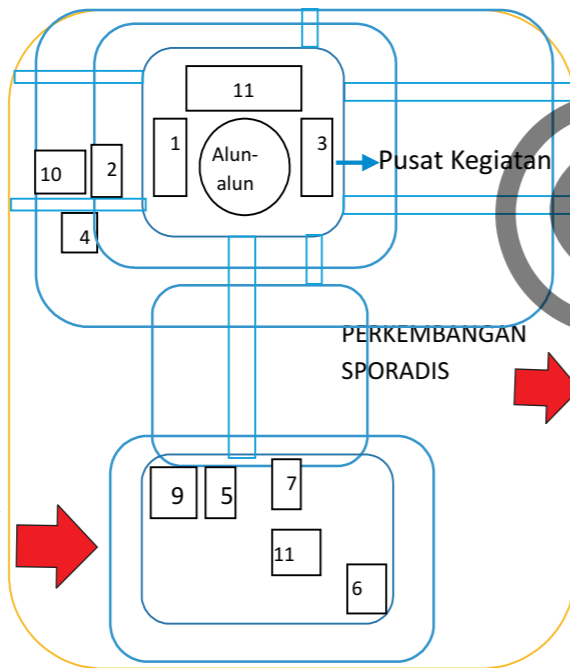 11
1
Alun-
alun
3
Pusat Kegiatan
10
2
4
PERKEMBANGAN
SPORADIS
9
5
7
11
6